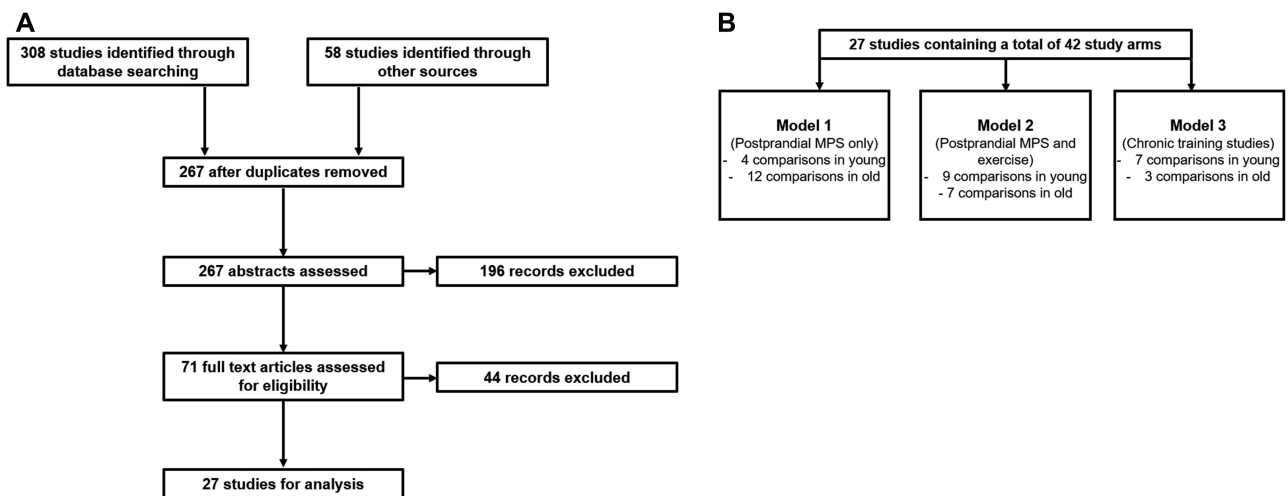 A
308 studies identified through
database searching
58 studies identified through
other sources
267 after duplicates removed
267 abstracts assessed
196 records excluded
71 full text articles assessed
for eligibility
44 records excluded
27 studies for analysis
B
27 studies containing a total of 42 study arms
Model 1
(Postprandial MPS only)
- 4 comparisons in young
- 12 comparisons in old
Model 2
(Postprandial MPS and
exercise)
- 9 comparisons in young
- 7 comparisons in old
Model 3
(Chronic training studies)
- 7 comparisons in young
- 3 comparisons in old